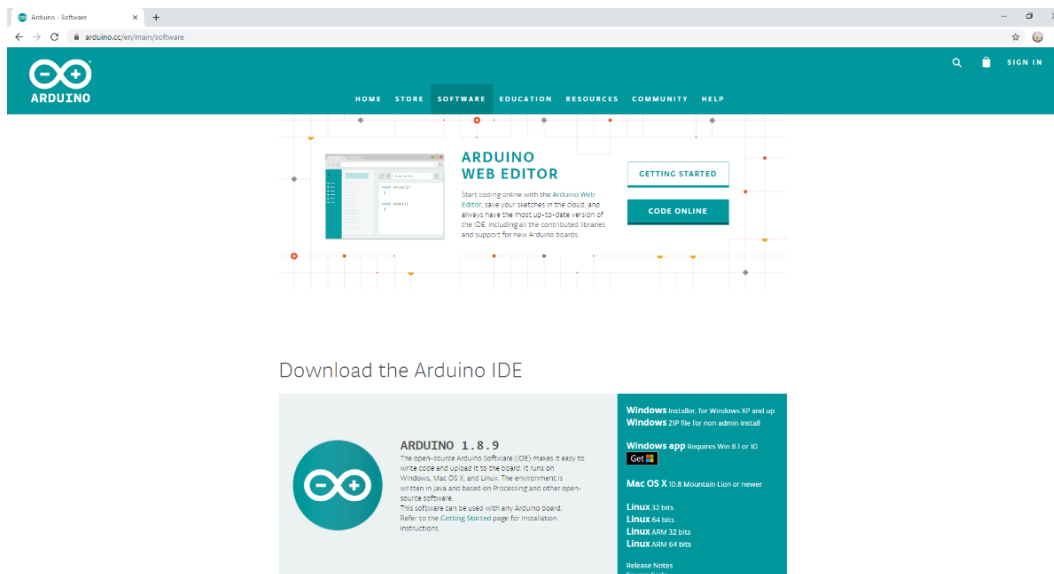 Arduino - Software
arduino.cc/en/main/software
SIGN IN
ARDUINO
HOME STORE SOFTWARE EDUCATION RESOURCES COMMUNITY HELP
ARDUINO
WEB EDITOR
Start coding online with the Arduino Web
Editor, save your sketches in the cloud, and
always have the most up-to-date version of
the IDE, including all the contributed libraries
and support for new Arduino boards.
GETTING STARTED
CODE ONLINE
Download the Arduino IDE
ARDUINO 1.8.9
The open-source Arduino Software (IDE) makes it easy to
write code and upload it to the board. It runs on
Windows, Mac OS X, and Linux. The environment is
written in Java and based on Processing and other open-
source software.
This software can be used with any Arduino board.
Refer to the Getting Started page for Installation
instructions.
Windows Installer, for Windows XP and up
Windows ZIP file for non admin install
Windows app Requires Win 8.1 or 10
Get
Mac OS X 10.8 Mountain Lion or newer
Linux 32 bits
Linux 64 bits
Linux ARM 32 bits
Linux ARM 64 bits
Release Notes